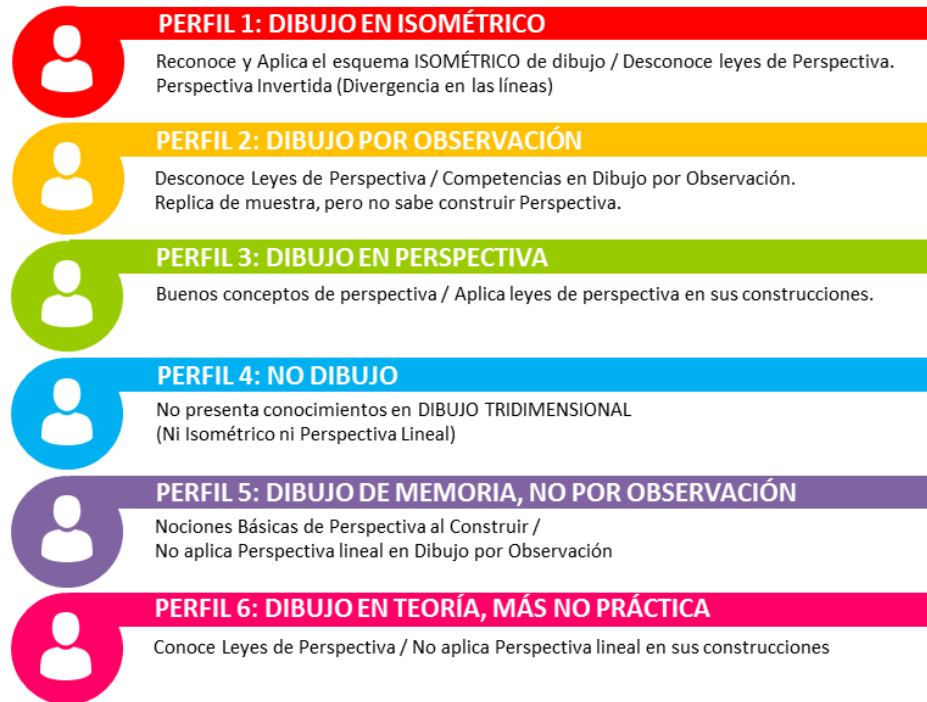 PERFIL 1: DIBUJO EN ISOMÉTRICO
Reconoce y Aplica el esquema ISOMÉTRICO de dibujo / Desconoce leyes de Perspectiva.
Perspectiva Invertida (Divergencia en las líneas)
PERFIL 2: DIBUJO POR OBSERVACIÓN
Desconoce Leyes de Perspectiva / Competencias en Dibujo por Observación.
Replica de muestra, pero no sabe construir Perspectiva.
PERFIL 3: DIBUJO EN PERSPECTIVA
Buenos conceptos de perspectiva / Aplica leyes de perspectiva en sus construcciones.
PERFIL 4: NO DIBUJO
No presenta conocimientos en DIBUJO TRIDIMENSIONAL
(Ni Isométrico ni Perspectiva Lineal)
PERFIL 5: DIBUJO DE MEMORIA, NO POR OBSERVACIÓN
Nociones Básicas de Perspectiva al Construir /
No aplica Perspectiva lineal en Dibujo por Observación
PERFIL 6: DIBUJO EN TEORÍA, MÁS NO PRÁCTICA
Conoce Leyes de Perspectiva / No aplica Perspectiva lineal en sus construcciones